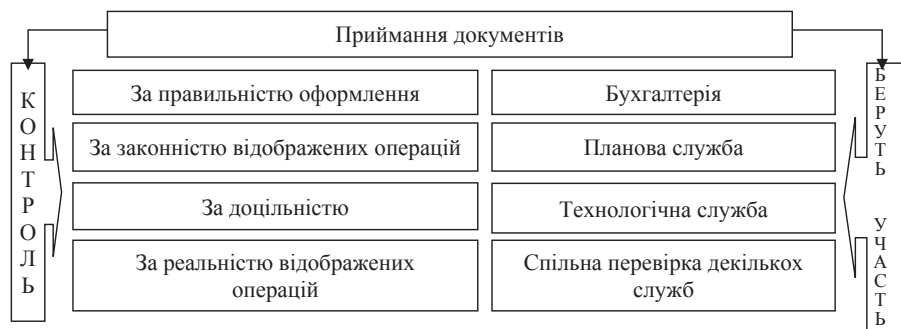 Приймання документів
КОНТРОЛЬ
За правильністю оформлення
За законністю відображених операцій
За доцільністю
За реальністю відображених
операцій
Бухгалтерія
Планова служба
Технологічна служба
Спільна перевірка декількох
служб
БЕРУТЬ УЧАСТЬ